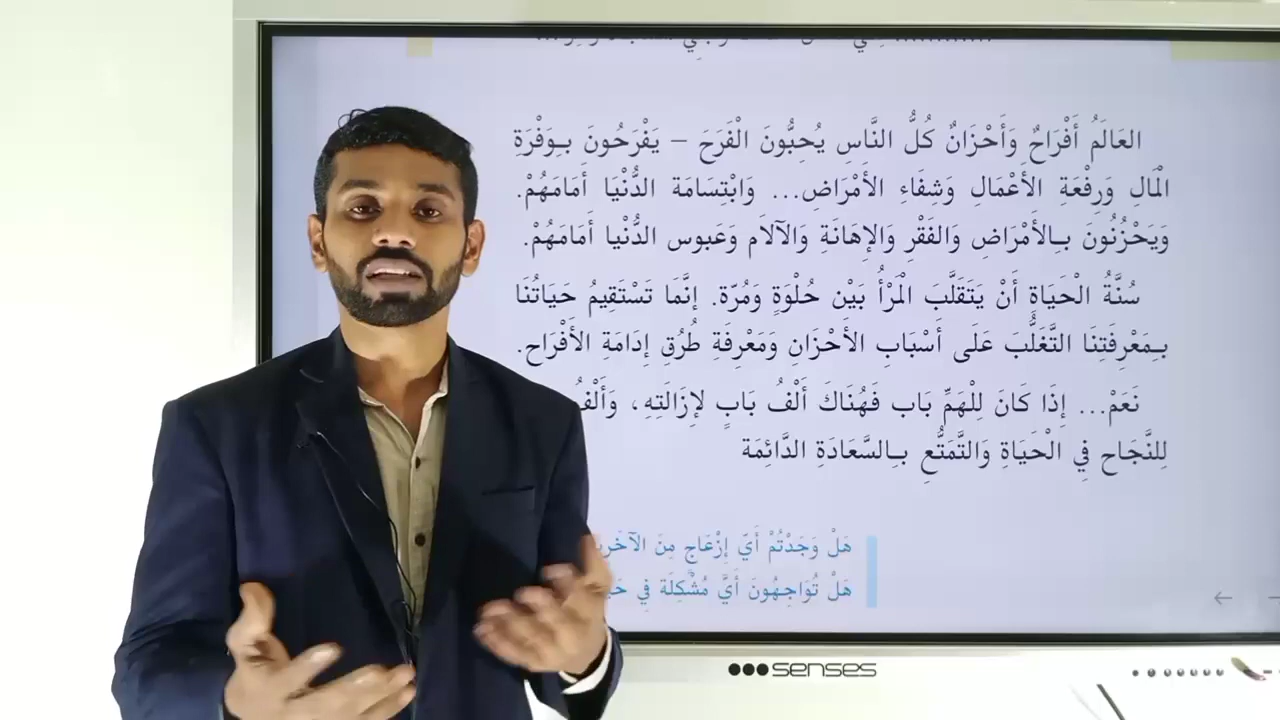 العَالَمُ أَفْرَاحٌ وَأَحْزَانٌ كُلُّ النَّاسِ يُحِبُّونَ الْفَرَحَ – يَفْرَحُونَ بِوَفْرَةِ
الْمَالِ وَرِفْعَةِ الأَعْمَالِ وَشِفَاءِ الأَمْرَاضِ... وَابْتِسَامَة الدُّنْيَا أَمَامَهُمْ.
وَيَحْزُنُونَ بِالأَمْرَاضِ وَالفَقْرِ وَالإِهَانَةِ وَالآلَام وَعَبوس الدُّنْيا أَمَامَهُمْ.
سُنَّةُ الْحَيَاةِ أَنْ يَتَقَلَّبَ الْمَرْأُ بَيْن حُلْوَةٍ وَمُرّة. إِنَّمَا تَسْتَقِيمُ حَيَاتُنَا
بِمَعْرِفَتِنَا التَّغَلُّبَ عَلَى أَسْبَابِ الأَحْزَانِ وَمَعْرِفَةِ طُرُقِ إِدَامَةِ الأَفْرَاح.
نَعَمْ... إِذَا كَانَ لِلْهَمِّ بَاب فَهُنَاكَ أَلْفُ بَابٍ لِإِزَالَتِهِ، وَأَلْفُ
لِلنَّجَاح فِي الْحَيَاةِ وَالتَّمَتُّعِ بِالسَّعَادَةِ الدَّائِمَة
هَلْ وَجَدْتُمْ أَيَّ إِزْعَاجٍ مِنَ
هَلْ تُوَاجِهُونَ أَيَّ مُشْكِلَة فِي
senses